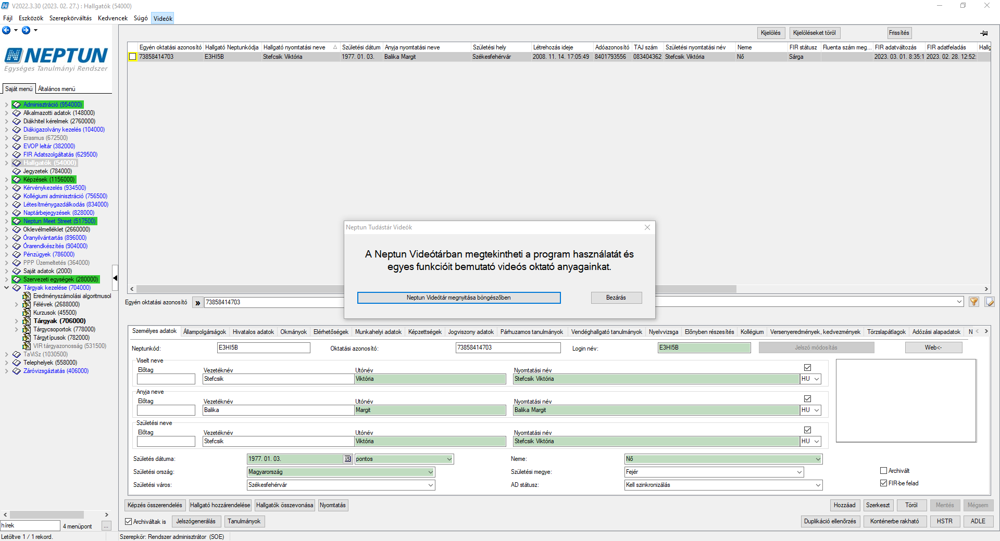 V2022.3.30 (2023. 02. 27.) : Hallgatók (54000)
Fájl Eszközök Szerepkörváltás Kedvencek Súgó Videók
NEPTUN
Egységes Tanulmányi Rendszer
Saját menü Általános menü
Adminisztráció (954000)
Alkalmazotti adatok (148000)
Diákhitel kérelmek (2760000)
Diákigazolvány kezelés (104000)
Erasmus (672500)
EVOP leltár (382000)
FIR Adatszolgáltatás (629500)
Hallgatók (54000)
Jegyzetek (784000)
Képzések (1156000)
Kérvénykezelés (934500)
Kollégiumi adminisztráció (756500)
Létesítménygazdálkodás (834000)
Naptárbejegyzések (828000)
Neptun Meet Street (517500)
Oklevélmelléklet (2660000)
Óranyilvántartás (896000)
Órarendkészítés (904000)
Pénzügyek (786000)
PPP Üzemeltetés (364000)
Saját adatok (2000)
Szervezeti egységek (280000)
Tárgyak kezelése (704000)
Eredményszámolási algoritmusol
Félévek (2688000)
Kurzusok (45500)
Tárgyak (706000)
Tárgycsoportok (778000)
Tárgytípusok (782000)
VIR tárgyazonosság (531500)
TaViSz (1030500)
Telephelyek (558000)
Záróvizsgáztatás (406000)
hírek 4 menüpont ...
Letöltve 1 / 1 rekord. Szerepkör: Rendszer adminisztrátor (SOE)
Kijelölés Kijelöléseket töröl Frissítés
Egyén oktatási azonosító Hallgató Neptunkódja Hallgató nyomtatási neve Születési dátum Anyja nyomtatási neve Születési hely Létrehozás ideje Adóazonosító TAJ szám Születési nyomtatási név Neme FIR státusz Fluenta szám meg... FIR adatváltozás FIR adatfeladás Hallg
73858414703 E3HI5B Stefcsik Viktória 1977. 01. 03. Balika Margit Székesfehérvár 2008. 11. 14. 17:05:49 8401793556 083404362 Stefcsik Viktória Nő Sárga 2023. 03. 01. 8:35:1 2023. 02. 28. 12:52:
Neptun Tudástár Videók
A Neptun Videótárban megtekintheti a program használatát és
egyes funkcióit bemutató videós oktató anyagainkat.
Neptun Videótár megnyitása böngészőben Bezárás
Egyén oktatási azonosító » 73858414703
Személyes adatok Állampolgárságok Hivatalos adatok Okmányok Elérhetőségek Munkahelyi adatok Képzettségek Jogviszony adatok Párhuzamos tanulmányok Vendéghallgató tanulmányok Nyelvvizsga Előnyben részesítés Kollégium Versenyeredmények, kedvezmények Törzslapátlagok Adózási alapadatok N
Neptunkód: E3HI5B Oktatási azonosító: 73858414703 Login név: E3HI5B Jelszó módosítás Web<-
Viselt neve
Előtag Vezetéknév Utónév Nyomtatási név
Stefcsik Viktória Stefcsik Viktória HU
Anyja neve
Előtag Vezetéknév Utónév Nyomtatási név
Balika Margit Balika Margit HU
Születési neve
Előtag Vezetéknév Utónév Nyomtatási név
Stefcsik Viktória Stefcsik Viktória HU
Születés dátuma: 1977. 01. 03. 15 pontos Neme: Nő
Születési ország: Magyarország Születési megye: Fejér Archivált
Születési város: Székesfehérvár AD státusz: Kell szinkronizálás FIR-be felad
Képzés összerendelés Hallgató hozzárendelése Hallgatók összevonása Nyomtatás Hozzáad Szerkeszt Töröl Mentés Mégsem
Archiváltak is Jelszógenerálás Tanulmányok Duplikáció ellenőrzés Konténerbe rakható HSTR ADLE